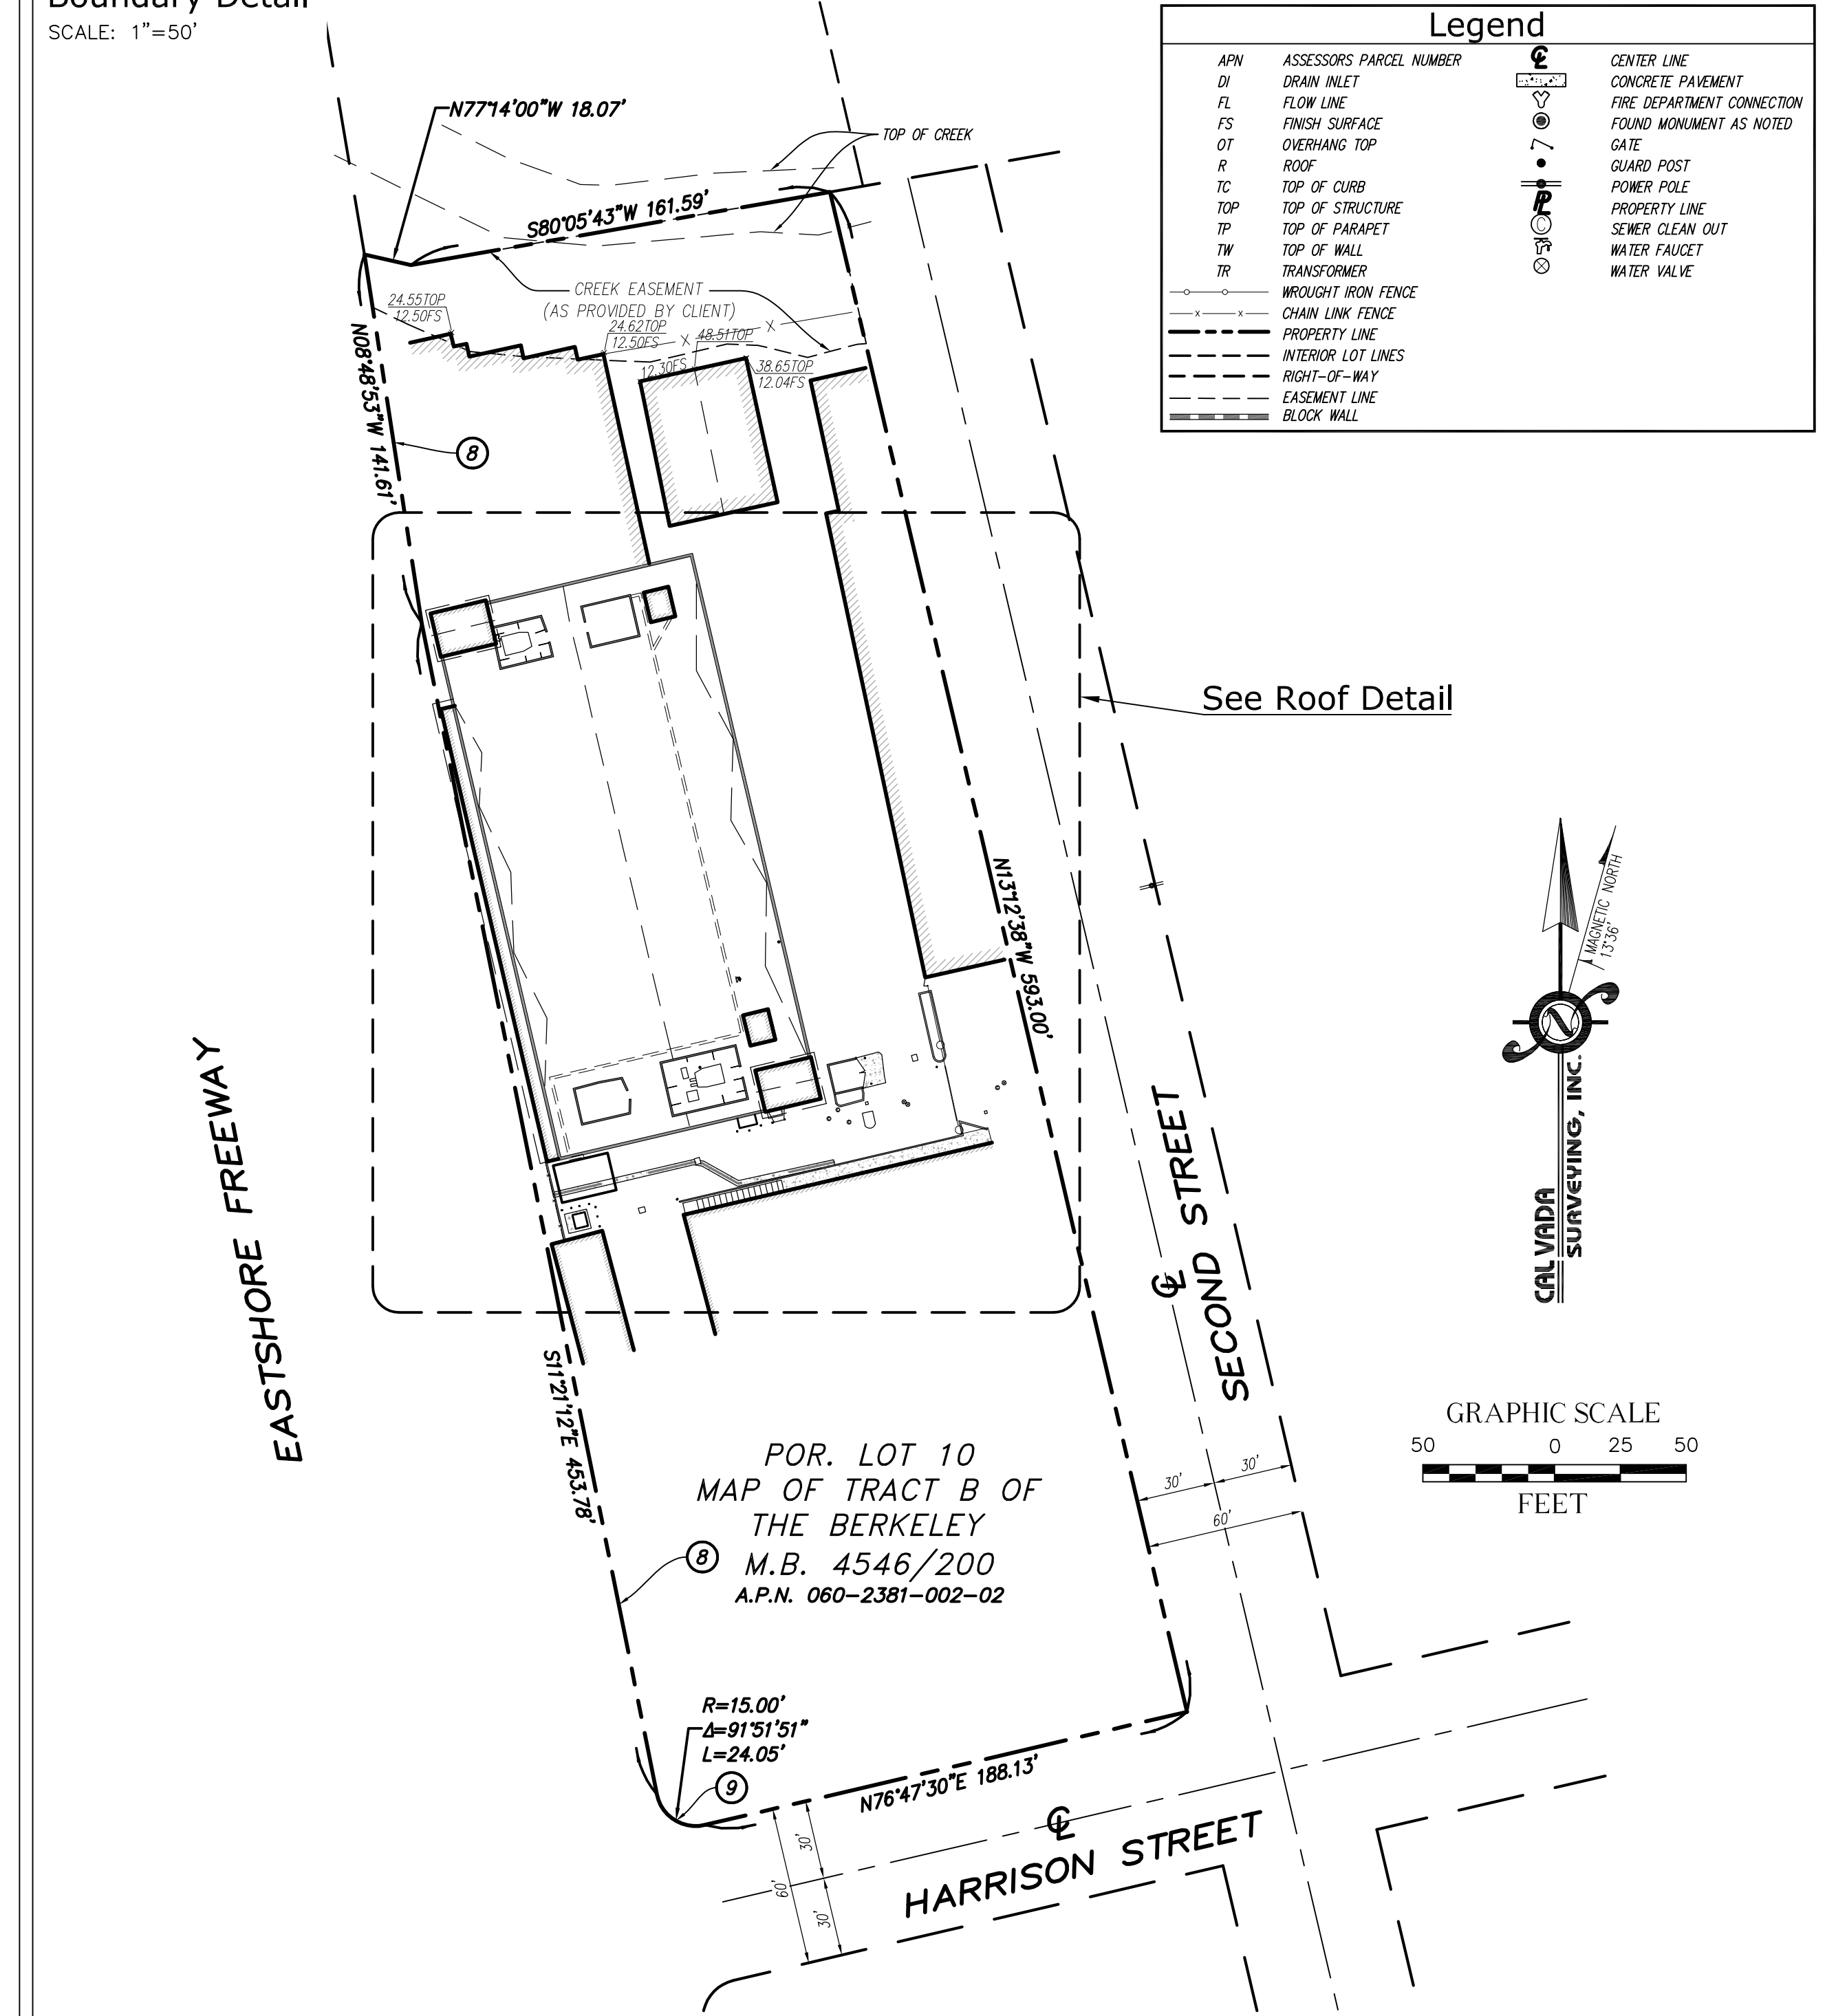 Boundary Detail
SCALE: 1"=50'
N77°14'00"W 18.07'
TOP OF CREEK
S80°05'43"W 161.59'
CREEK EASEMENT
(AS PROVIDED BY CLIENT)
24.55TOP
12.50FS
24.62TOP
12.50FS
48.51TOP
12.30FS
38.65TOP
12.04FS
N08°48'53"W 141.61'
8
Legend
APN ASSESSORS PARCEL NUMBER
DI DRAIN INLET
FL FLOW LINE
FS FINISH SURFACE
OT OVERHANG TOP
R ROOF
TC TOP OF CURB
TOP TOP OF STRUCTURE
TP TOP OF PARAPET
TW TOP OF WALL
TR TRANSFORMER
WROUGHT IRON FENCE
x x CHAIN LINK FENCE
PROPERTY LINE
INTERIOR LOT LINES
RIGHT-OF-WAY
EASEMENT LINE
BLOCK WALL
CENTER LINE
CONCRETE PAVEMENT
FIRE DEPARTMENT CONNECTION
FOUND MONUMENT AS NOTED
GATE
GUARD POST
POWER POLE
PROPERTY LINE
C SEWER CLEAN OUT
WATER FAUCET
WATER VALVE
See Roof Detail
N13°12'38"W 593.00'
MAGNETIC NORTH
13°36'
N
CALVADA
SURVEYING, INC.
EASTSHORE FREEWAY
SECOND STREET
S11°21'12"E 453.78'
GRAPHIC SCALE
50 0 25 50
FEET
POR. LOT 10
MAP OF TRACT B OF
THE BERKELEY
M.B. 4546/200
A.P.N. 060-2381-002-02
8
30'
30'
60'
R=15.00'
Δ=91°51'51"
L=24.05'
9
N76°47'30"E 188.13'
30'
60'
30'
HARRISON STREET